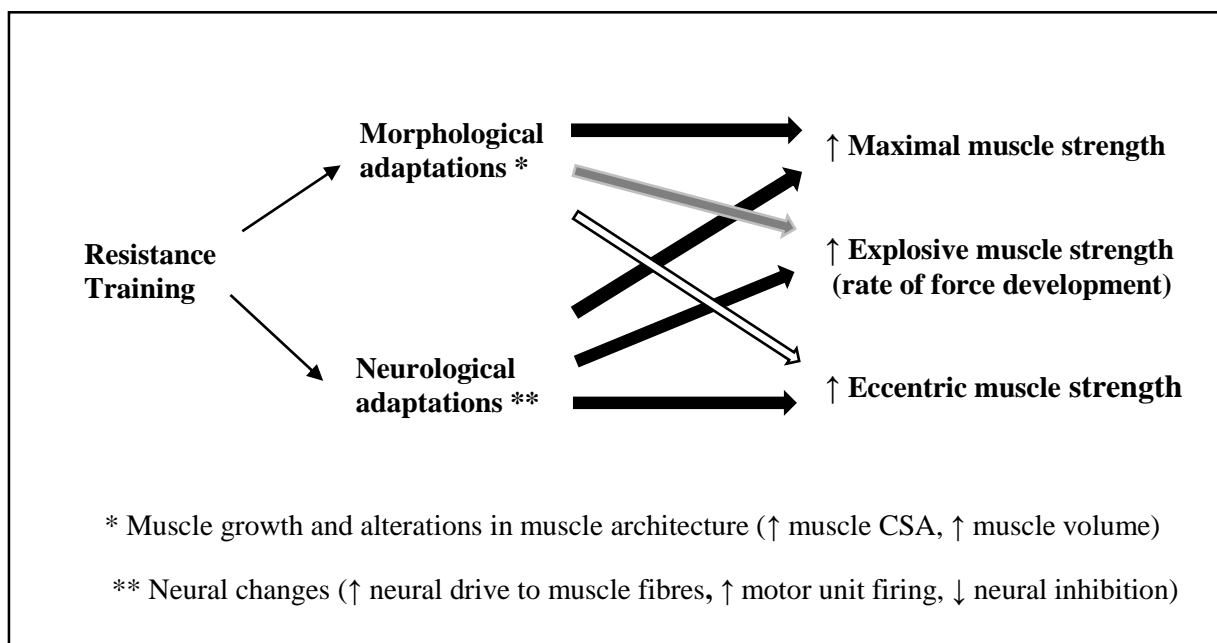 Resistance
Training
Morphological
adaptations *
Neurological
adaptations **
↑ Maximal muscle strength
↑ Explosive muscle strength
(rate of force development)
↑ Eccentric muscle strength
* Muscle growth and alterations in muscle architecture (↑ muscle CSA, ↑ muscle volume)
** Neural changes (↑ neural drive to muscle fibres, ↑ motor unit firing, ↓ neural inhibition)